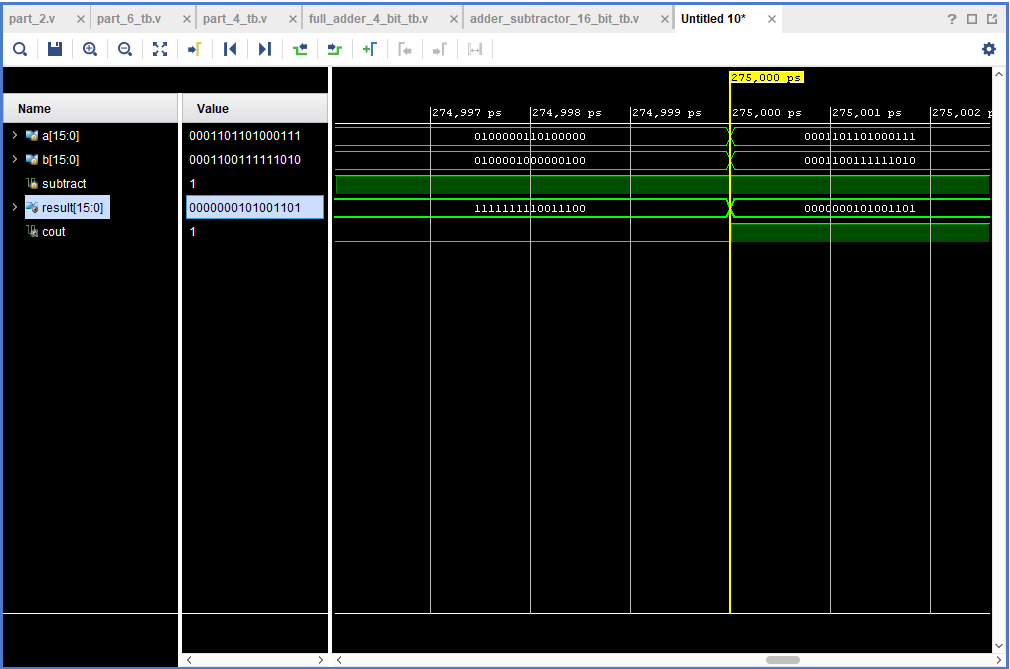 part_2.v × part_6_tb.v × part_4_tb.v × full_adder_4_bit_tb.v × adder_subtractor_16_bit_tb.v × Untitled 10* × ?
275,000 ps
Name Value 274,997 ps 274,998 ps 274,999 ps 275,000 ps 275,001 ps 275,002 p
a[15:0] 0001101101000111 0100000110100000 0001101101000111
b[15:0] 0001100111111010 0100001000000100 0001100111111010
subtract 1
result[15:0] 0000000101001101 1111111110011100 0000000101001101
cout 1